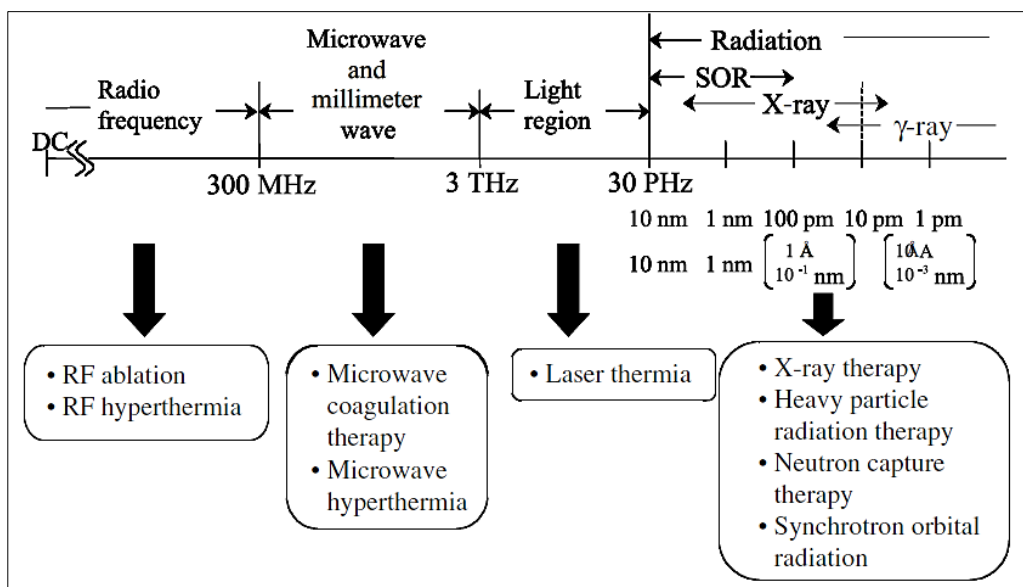 Microwave
and
millimeter
wave
Radio
frequency
Light
region
Radiation
SOR
X-ray
γ-ray
DC
300 MHz
3 THz
30 PHz
10 nm 1 nm 100 pm 10 pm 1 pm
10 nm 1 nm
1 Å
10⁻¹ nm
10⁻³ nm
• RF ablation
• RF hyperthermia
• Microwave
coagulation
therapy
• Microwave
hyperthermia
• Laser thermia
• X-ray therapy
• Heavy particle
radiation therapy
• Neutron capture
therapy
• Synchrotron orbital
radiation